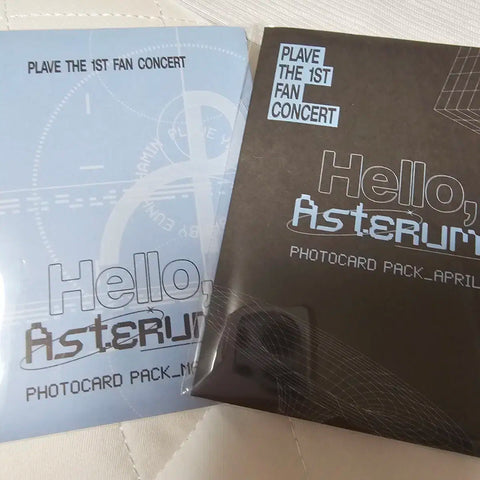 PLAVE THE 1ST FAN CONCERT
Hello,
AsteRUM
PHOTOCARD PACK_
PLAVE
THE 1ST
FAN
CONCERT
Hello,
AsteRUM
PHOTOCARD PACK_APRIL